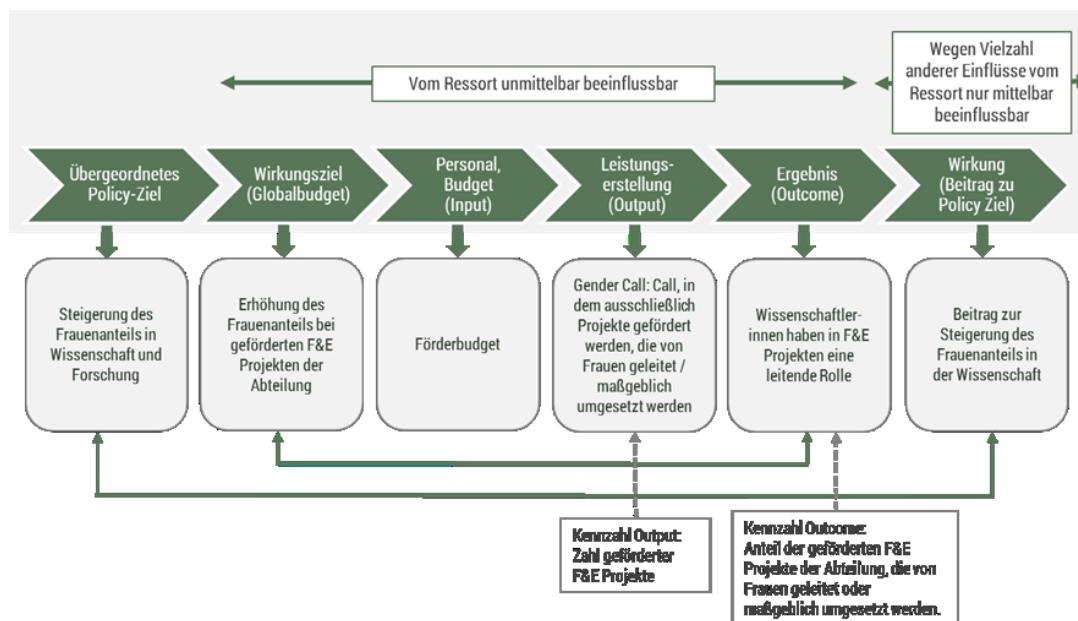 Vom Ressort unmittelbar beeinflussbar
Wegen Vielzahl
anderer Einflüsse vom
Ressort nur mittelbar
beeinflussbar
Übergeordnetes
Policy-Ziel
Wirkungsziel
(Globalbudget)
Personal,
Budget
(Input)
Leistungs-
erstellung
(Output)
Ergebnis
(Outcome)
Wirkung
(Beitrag zu
Policy Ziel)
Steigerung des
Frauenanteils in
Wissenschaft und
Forschung
Erhöhung des
Frauenanteils bei
geförderten F&E
Projekten der
Abteilung
Förderbudget
Gender Call: Call, in
dem ausschließlich
Projekte gefördert
werden, die von
Frauen geleitet /
maßgeblich
umgesetzt werden
Wissenschaftler-
innen haben in F&E
Projekten eine
leitende Rolle
Beitrag zur
Steigerung des
Frauenanteils in
der Wissenschaft
Kennzahl Output:
Zahl geförderter
F&E Projekte
Kennzahl Outcome:
Anteil der geförderten F&E
Projekte der Abteilung, die von
Frauen geleitet oder
maßgeblich umgesetzt werden.